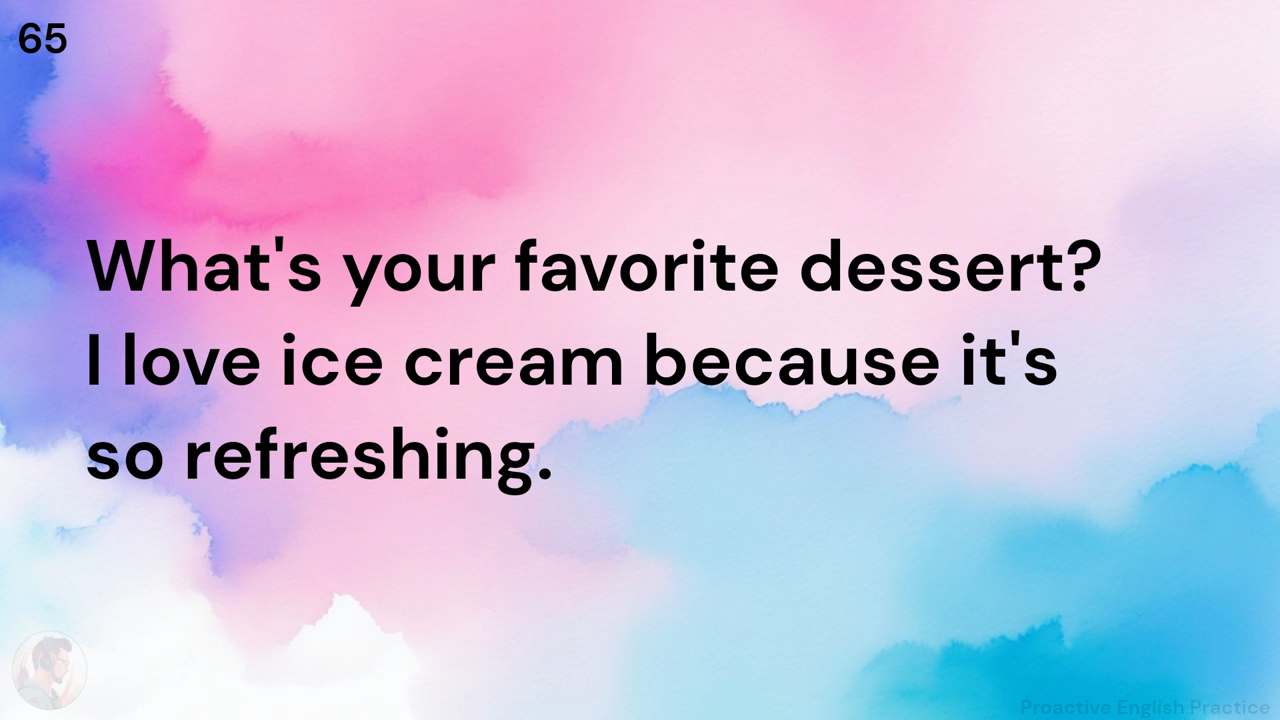 65
What's your favorite dessert?
I love ice cream because it's
so refreshing.
Proactive English Practice